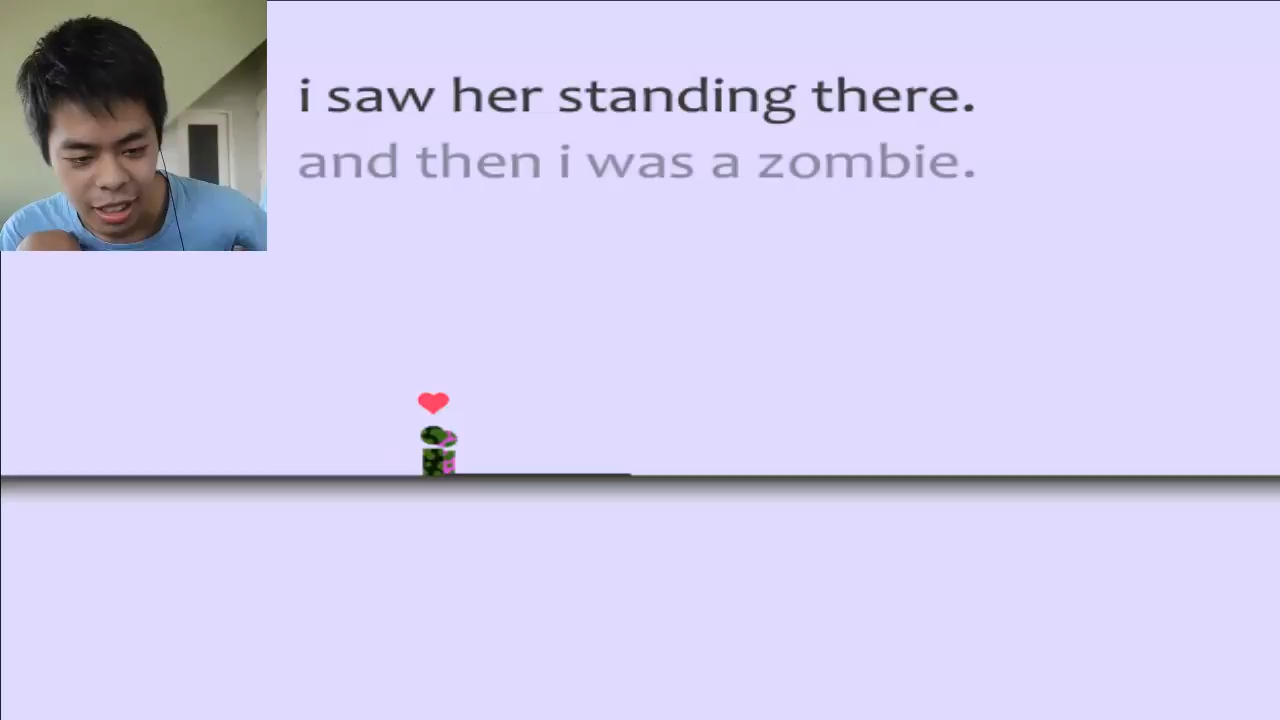 i saw her standing there.
and then i was a zombie.